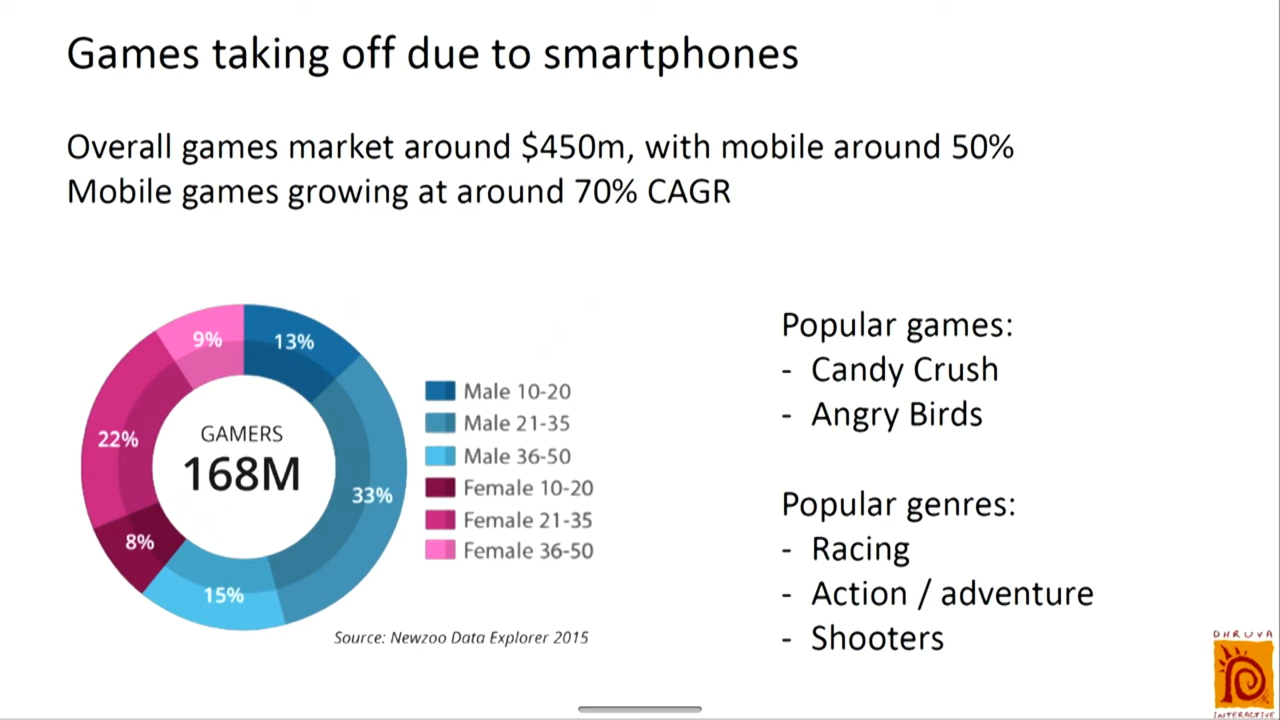 Games taking off due to smartphones
Overall games market around $450m, with mobile around 50%
Mobile games growing at around 70% CAGR
9%
13%
22%
33%
8%
15%
GAMERS
168M
Male 10-20
Male 21-35
Male 36-50
Female 10-20
Female 21-35
Female 36-50
Source: Newzoo Data Explorer 2015
Popular games:
- Candy Crush
- Angry Birds
Popular genres:
- Racing
- Action / adventure
- Shooters
DHRUVA
INTERACTIVE